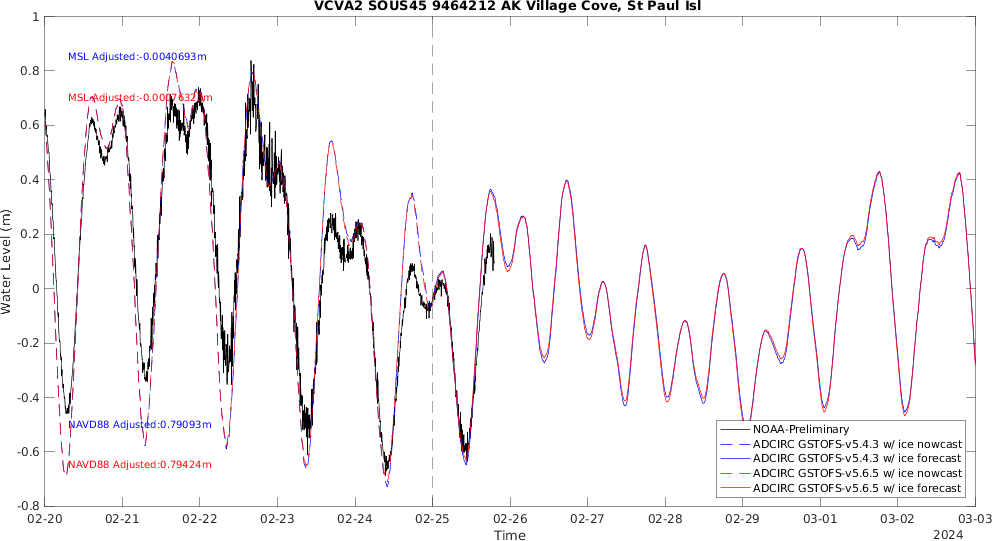 VCVA2 SOUS45 9464212 AK Village Cove, St Paul Isl
MSL Adjusted:-0.0040693m
MSL Adjusted:
NAVD88 Adjusted:0.79093m
NAVD88 Adjusted:0.79424m
Water Level (m)
1
0.8
0.6
0.4
0.2
0
-0.2
-0.4
-0.6
-0.8
NOAA-Preliminary
ADCIRC GSTOFS-v5.4.3 w/ ice nowcast
ADCIRC GSTOFS-v5.4.3 w/ ice forecast
ADCIRC GSTOFS-v5.6.5 w/ ice nowcast
ADCIRC GSTOFS-v5.6.5 w/ ice forecast
02-20 02-21 02-22 02-23 02-24 02-25 02-26 02-27 02-28 02-29 03-01 03-02 03-03
Time
2024